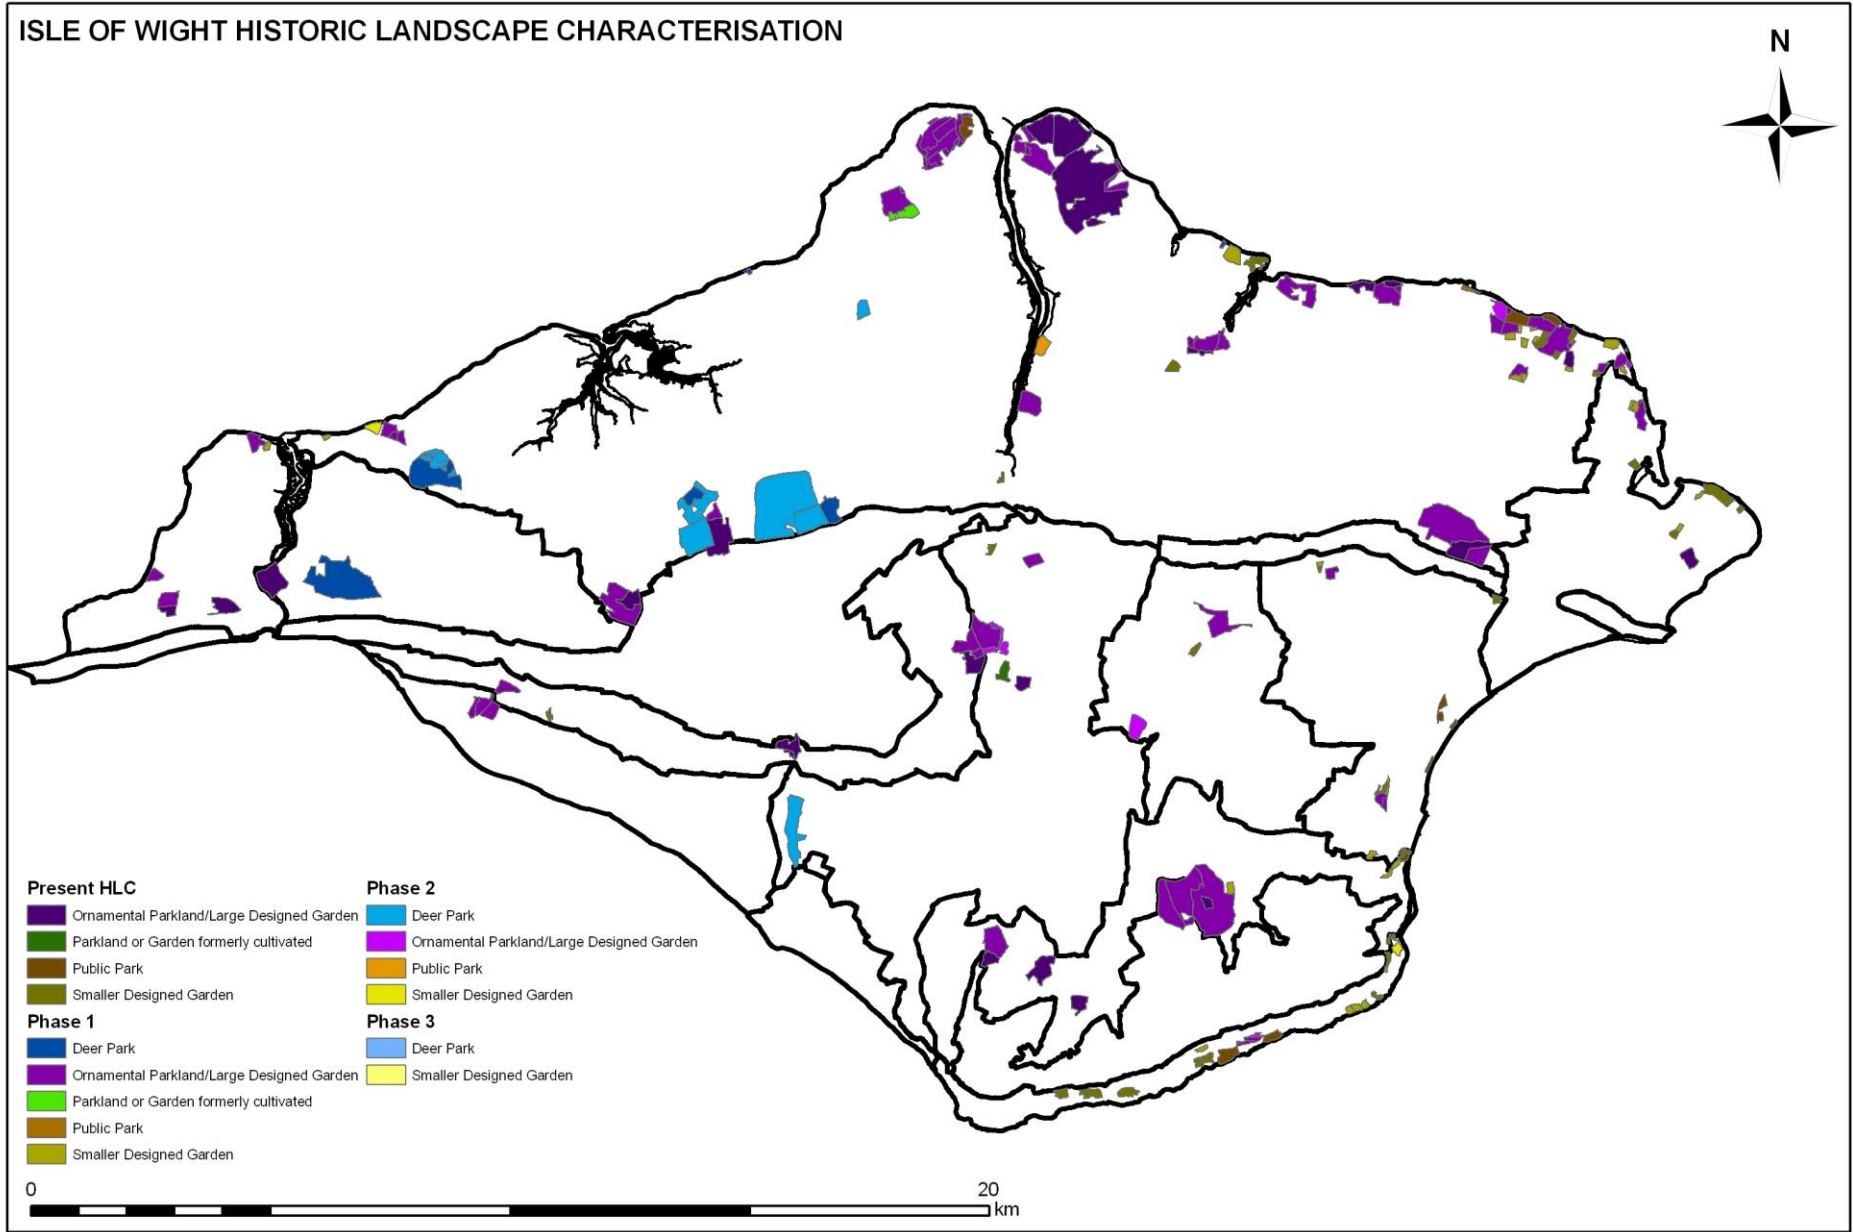 ISLE OF WIGHT HISTORIC LANDSCAPE CHARACTERISATION
N
Present HLC
Ornamental Parkland/Large Designed Garden
Parkland or Garden formerly cultivated
Public Park
Smaller Designed Garden
Phase 1
Deer Park
Ornamental Parkland/Large Designed Garden
Parkland or Garden formerly cultivated
Public Park
Smaller Designed Garden
Phase 2
Deer Park
Ornamental Parkland/Large Designed Garden
Public Park
Smaller Designed Garden
Phase 3
Deer Park
Smaller Designed Garden
0 20
km